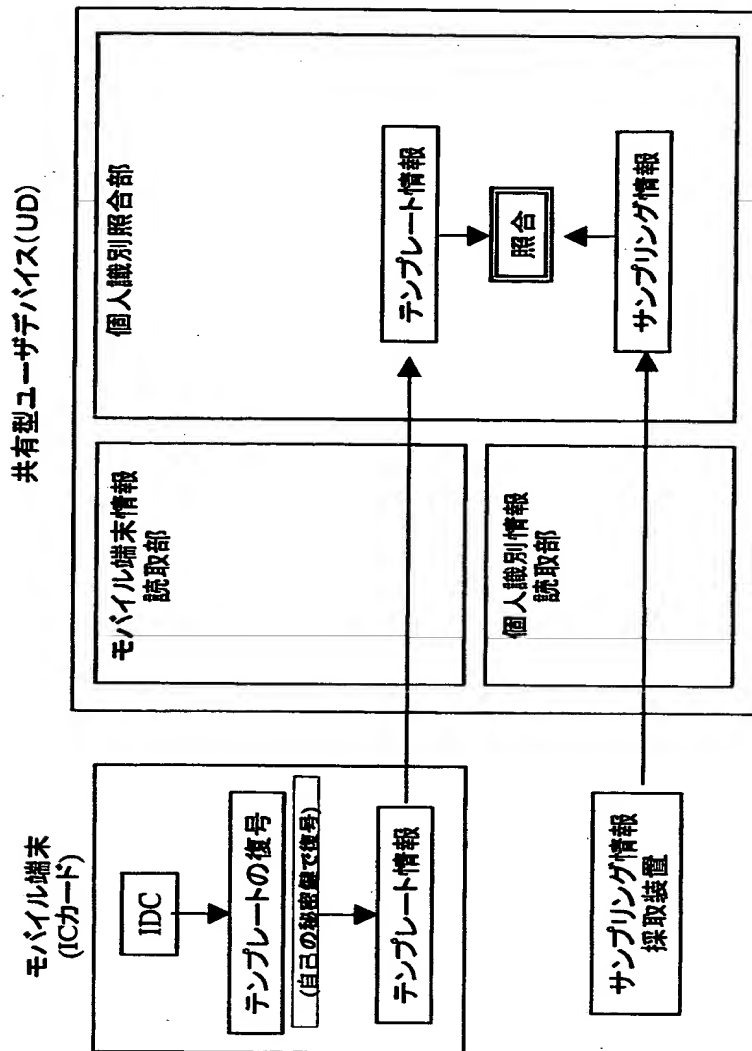 共有型ユーザデバイス(UD)
モバイル端末
(ICカード)
IDC
テンプレートの復号
(自己の秘密鍵で復号)
テンプレート情報
サンプリング情報
採取装置
モバイル端末情報
読取部
個人識別情報
読取部
個人識別照合部
テンプレート情報
照合
サンプリング情報